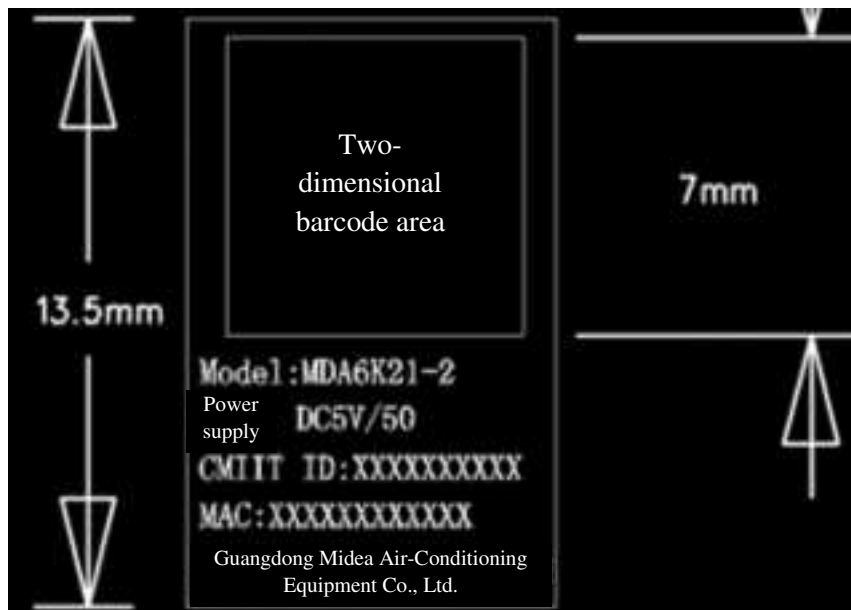 Two-
dimensional
barcode area
7mm
13.5mm
Model:MDA6K21-2
Power
supply
DC5V/50
CMIIT ID:XXXXXXXXXX
MAC:XXXXXXXXXXXX
Guangdong Midea Air-Conditioning
Equipment Co., Ltd.